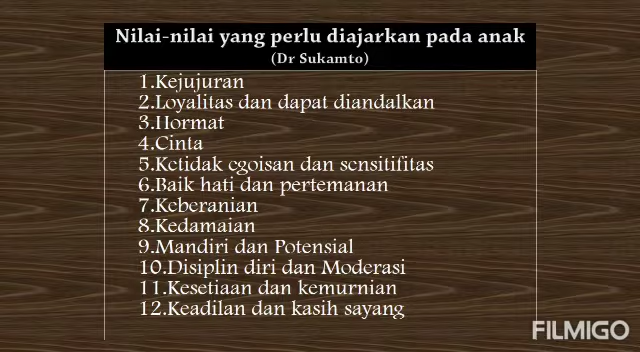 Nilai-nilai yang perlu diajarkan pada anak
(Dr Sukamto)
1.Kejujuran
2.Loyalitas dan dapat diandalkan
3.Hormat
4.Cinta
5.Ketidak egoisan dan sensitifitas
6.Baik hati dan pertemanan
7.Keberanian
8.Kedamaian
9.Mandiri dan Potensial
10.Disiplin diri dan Moderasi
11.Kesetiaan dan kemurnian
12.Keadilan dan kasih sayang
FILMIGO